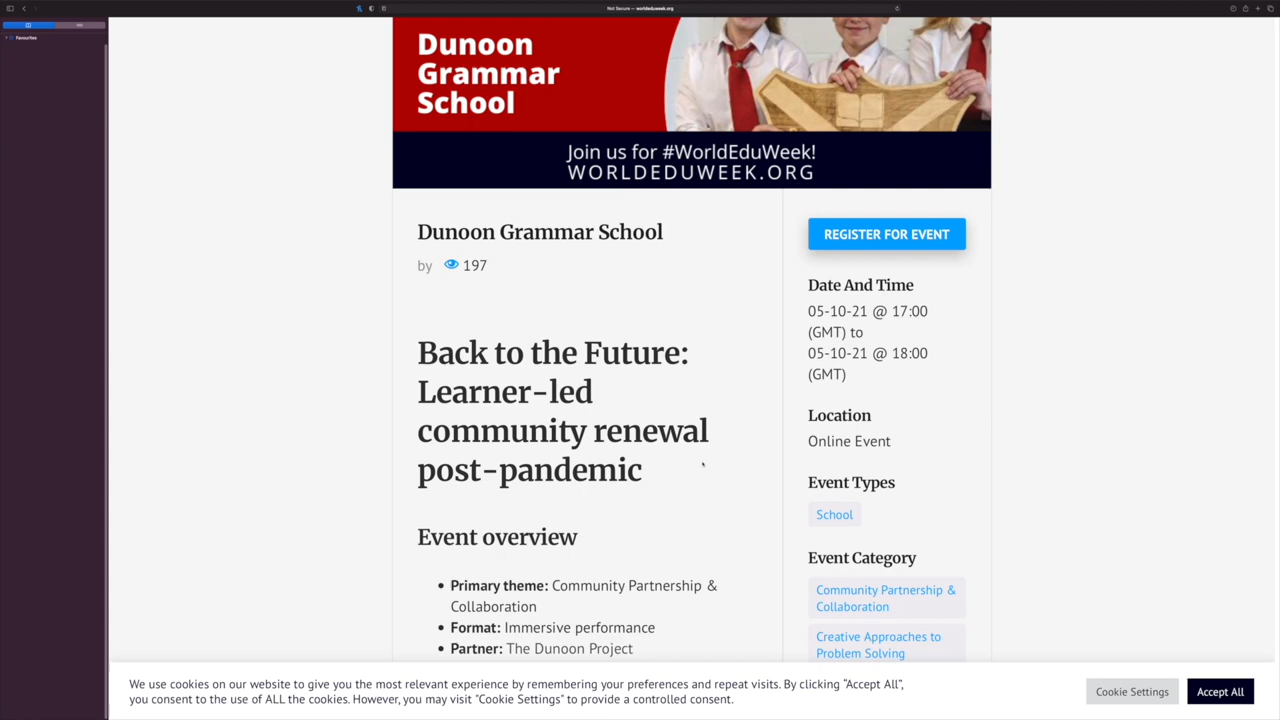 Not Secure — worldeduweek.org
Favourites
Dunoon
Grammar
School
Join us for #WorldEduWeek!
WORLDEDUWEEK.ORG
Dunoon Grammar School
by 197
Back to the Future:
Learner-led
community renewal
post-pandemic
Event overview
• Primary theme: Community Partnership &
Collaboration
• Format: Immersive performance
• Partner: The Dunoon Project
REGISTER FOR EVENT
Date And Time
05-10-21 @ 17:00
(GMT) to
05-10-21 @ 18:00
(GMT)
Location
Online Event
Event Types
School
Event Category
Community Partnership &
Collaboration
Creative Approaches to
Problem Solving
We use cookies on our website to give you the most relevant experience by remembering your preferences and repeat visits. By clicking “Accept All”,
you consent to the use of ALL the cookies. However, you may visit "Cookie Settings" to provide a controlled consent.
Cookie Settings
Accept All